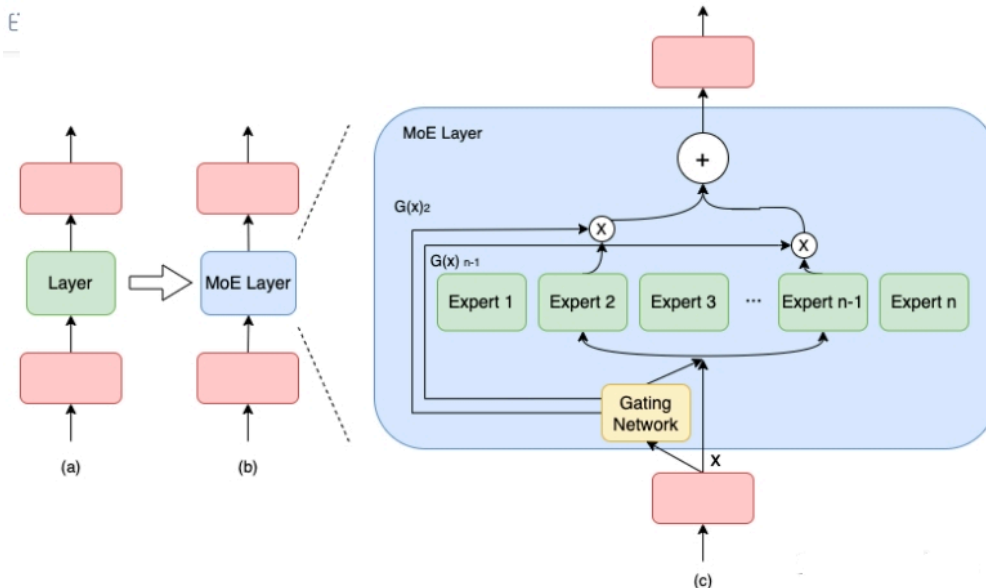 MoE Layer
G(x)2
X
X
+
G(x) n-1
Layer
MoE Layer
Expert 1
Expert 2
Expert 3
...
Expert n-1
Expert n
Gating
Network
X
(a)
(b)
(c)